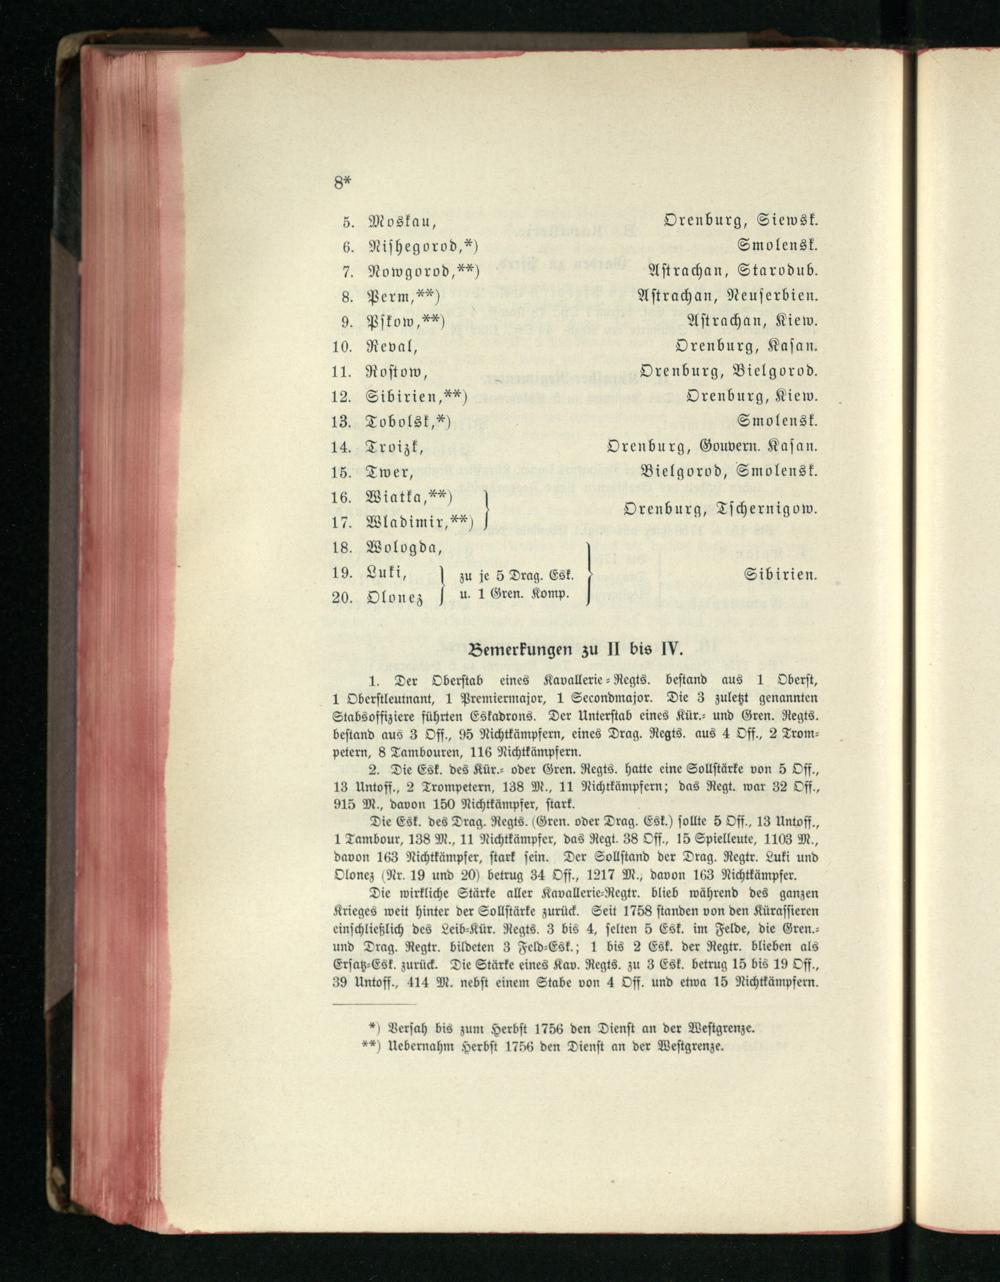 8*
5. Moskau, Orenburg, Siewsk.
6. Nishegorod,*) Smolensk.
7. Nowgorod,**) Astrachan, Starodub.
8. Perm,**) Astrachan, Neuserbien.
9. Pskow,**) Astrachan, Kiew.
10. Reval, Orenburg, Kasan.
11. Rostow, Orenburg, Bielgorod.
12. Sibirien,**) Orenburg, Kiew.
13. Tobolsk,*) Smolensk.
14. Troizk, Orenburg, Gouvern. Kasan.
15. Twer, Bielgorod, Smolensk.
16. Wiatka,**)
17. Wladimir,**) Orenburg, Tschernigow.
18. Wologda,
19. Luki, zu je 5 Drag. Esk. Sibirien.
20. Olonez u. 1 Gren. Komp.
Bemerkungen zu II bis IV.
1. Der Oberstab eines Kavallerie-Regts. bestand aus 1 Oberst,
1 Oberstleutnant, 1 Premiermajor, 1 Secondmajor. Die 3 zuletzt genannten
Stabsoffiziere führten Eskadrons. Der Unterstab eines Kür.- und Gren. Regts.
bestand aus 3 Off., 95 Nichtkämpfern, eines Drag. Regts. aus 4 Off., 2 Trom-
petern, 8 Tambouren, 116 Nichtkämpfern.
2. Die Esk. des Kür.- oder Gren. Regts. hatte eine Sollstärke von 5 Off.,
13 Untoff., 2 Trompetern, 138 M., 11 Nichtkämpfern; das Regt. war 32 Off.,
915 M., davon 150 Nichtkämpfer, stark.
Die Esk. des Drag. Regts. (Gren. oder Drag. Esk.) sollte 5 Off., 13 Untoff.,
1 Tambour, 138 M., 11 Nichtkämpfer, das Regt. 38 Off., 15 Spielleute, 1103 M.,
davon 163 Nichtkämpfer, stark sein. Der Sollstand der Drag. Regtr. Luki und
Olonez (Nr. 19 und 20) betrug 34 Off., 1217 M., davon 163 Nichtkämpfer.
Die wirkliche Stärke aller Kavallerie-Regtr. blieb während des ganzen
Krieges weit hinter der Sollstärke zurück. Seit 1758 standen von den Kürassieren
einschließlich des Leib-Kür. Regts. 3 bis 4, selten 5 Esk. im Felde, die Gren.-
und Drag. Regtr. bildeten 3 Feld-Esk.; 1 bis 2 Esk. der Regtr. blieben als
Ersatz-Esk. zurück. Die Stärke eines Kav. Regts. zu 3 Esk. betrug 15 bis 19 Off.,
39 Untoff., 414 M. nebst einem Stabe von 4 Off. und etwa 15 Nichtkämpfern.
*) Versah bis zum Herbst 1756 den Dienst an der Westgrenze.
**) Uebernahm Herbst 1756 den Dienst an der Westgrenze.